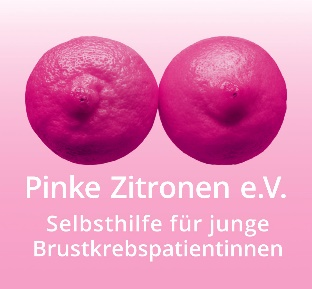 Pinke Zitronen e.V.
Selbsthilfe für junge
Brustkrebspatientinnen